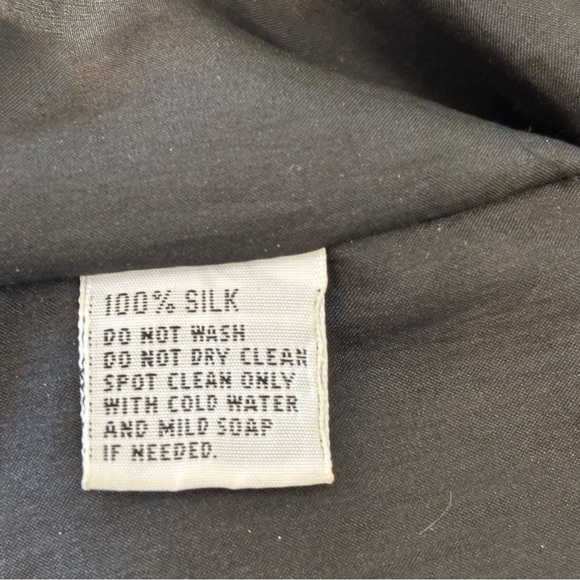 100% SILK
DO NOT WASH
DO NOT DRY CLEAN
SPOT CLEAN ONLY
WITH COLD WATER
AND MILD SOAP
IF NEEDED.